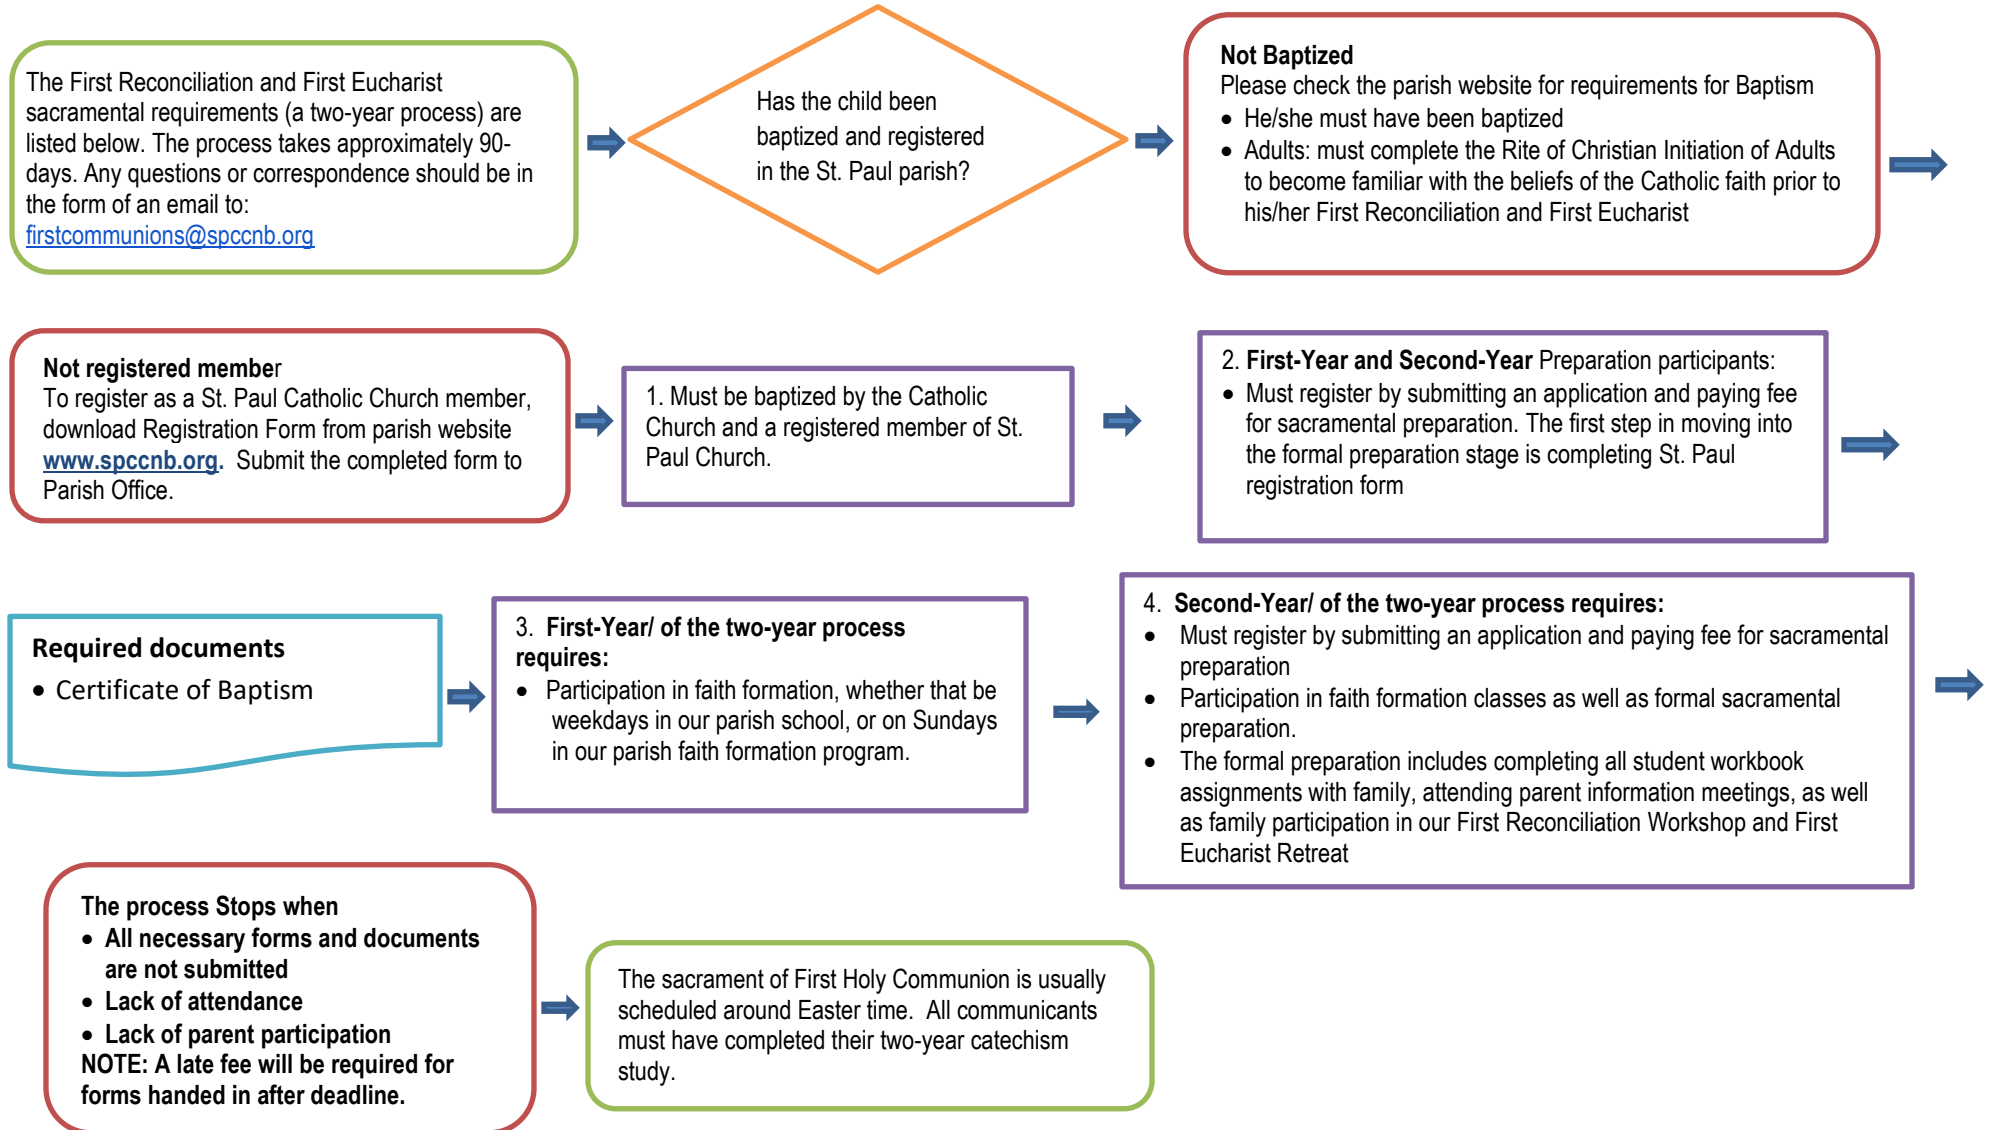 The First Reconciliation and First Eucharist
sacramental requirements (a two-year process) are
listed below. The process takes approximately 90-
days. Any questions or correspondence should be in
the form of an email to:
firstcommunions@spccnb.org
Has the child been
baptized and registered
in the St. Paul parish?
Not Baptized
Please check the parish website for requirements for Baptism
• He/she must have been baptized
• Adults: must complete the Rite of Christian Initiation of Adults
to become familiar with the beliefs of the Catholic faith prior to
his/her First Reconciliation and First Eucharist
Not registered member
To register as a St. Paul Catholic Church member,
download Registration Form from parish website
www.spccnb.org. Submit the completed form to
Parish Office.
1. Must be baptized by the Catholic
Church and a registered member of St.
Paul Church.
2. First-Year and Second-Year Preparation participants:
• Must register by submitting an application and paying fee
for sacramental preparation. The first step in moving into
the formal preparation stage is completing St. Paul
registration form
Required documents
• Certificate of Baptism
3. First-Year/ of the two-year process
requires:
• Participation in faith formation, whether that be
weekdays in our parish school, or on Sundays
in our parish faith formation program.
4. Second-Year/ of the two-year process requires:
• Must register by submitting an application and paying fee for sacramental
preparation
• Participation in faith formation classes as well as formal sacramental
preparation.
• The formal preparation includes completing all student workbook
assignments with family, attending parent information meetings, as well
as family participation in our First Reconciliation Workshop and First
Eucharist Retreat
The process Stops when
• All necessary forms and documents
are not submitted
• Lack of attendance
• Lack of parent participation
NOTE: A late fee will be required for
forms handed in after deadline.
The sacrament of First Holy Communion is usually
scheduled around Easter time. All communicants
must have completed their two-year catechism
study.